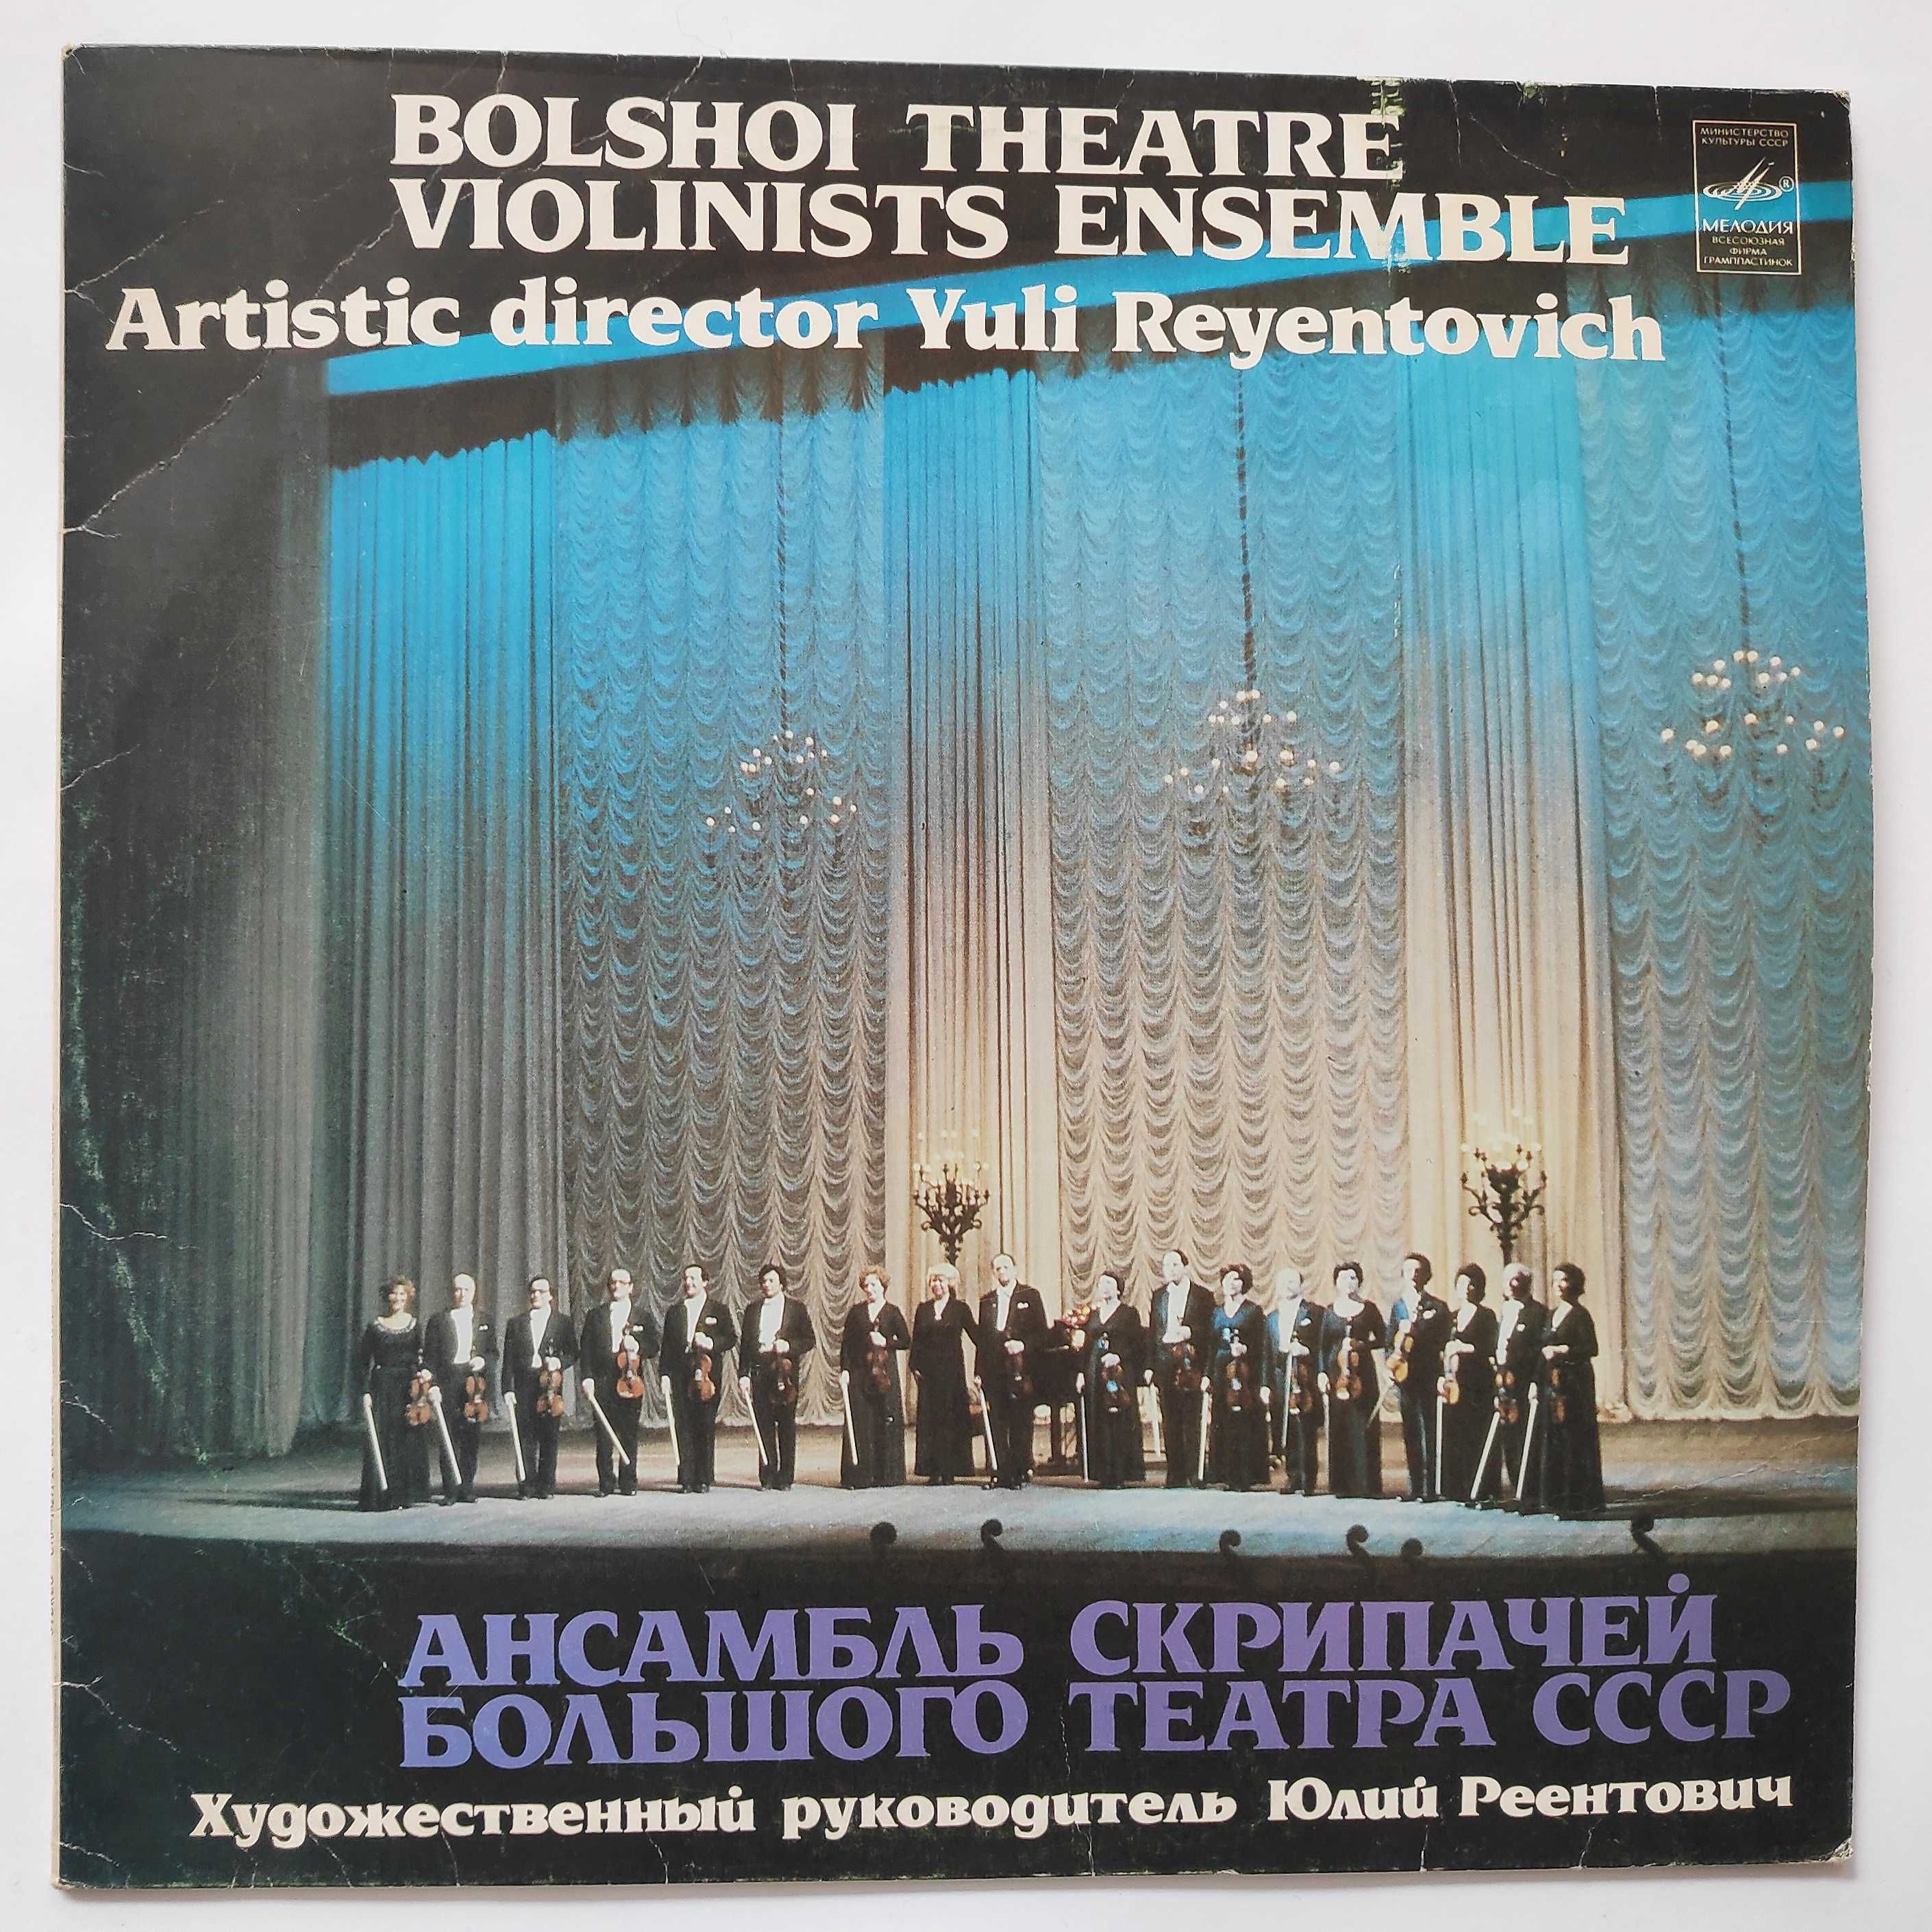 BOLSHOI THEATRE
VIOLINISTS ENSEMBLE
Artistic director Yuli Reyentovich
МИНИСТЕРСТВО
КУЛЬТУРЫ СССР
®
МЕЛОДИЯ
ВСЕСОЮЗНАЯ
ФИРМА
ГРАМПЛАСТИНОК
АНСАМБЛЬ СКРИПАЧЕЙ
БОЛЬШОГО ТЕАТРА СССР
Художественный руководитель Юлий Реентович